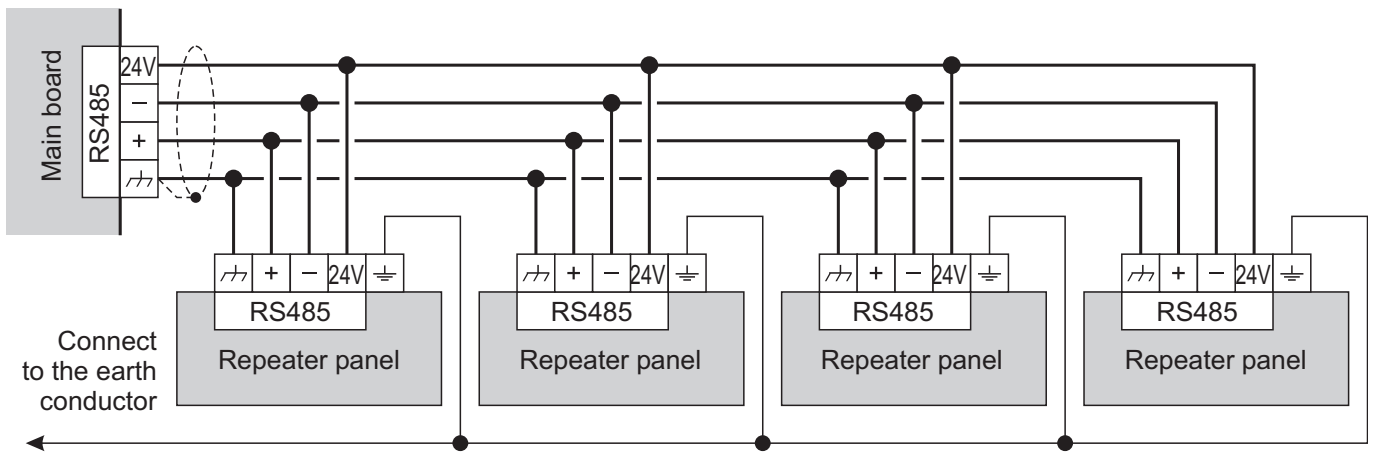 Main board
RS485
24V
−
+
+ − 24V
+ − 24V
+ − 24V
+ − 24V
RS485
RS485
RS485
RS485
Connect
to the earth
conductor
Repeater panel
Repeater panel
Repeater panel
Repeater panel